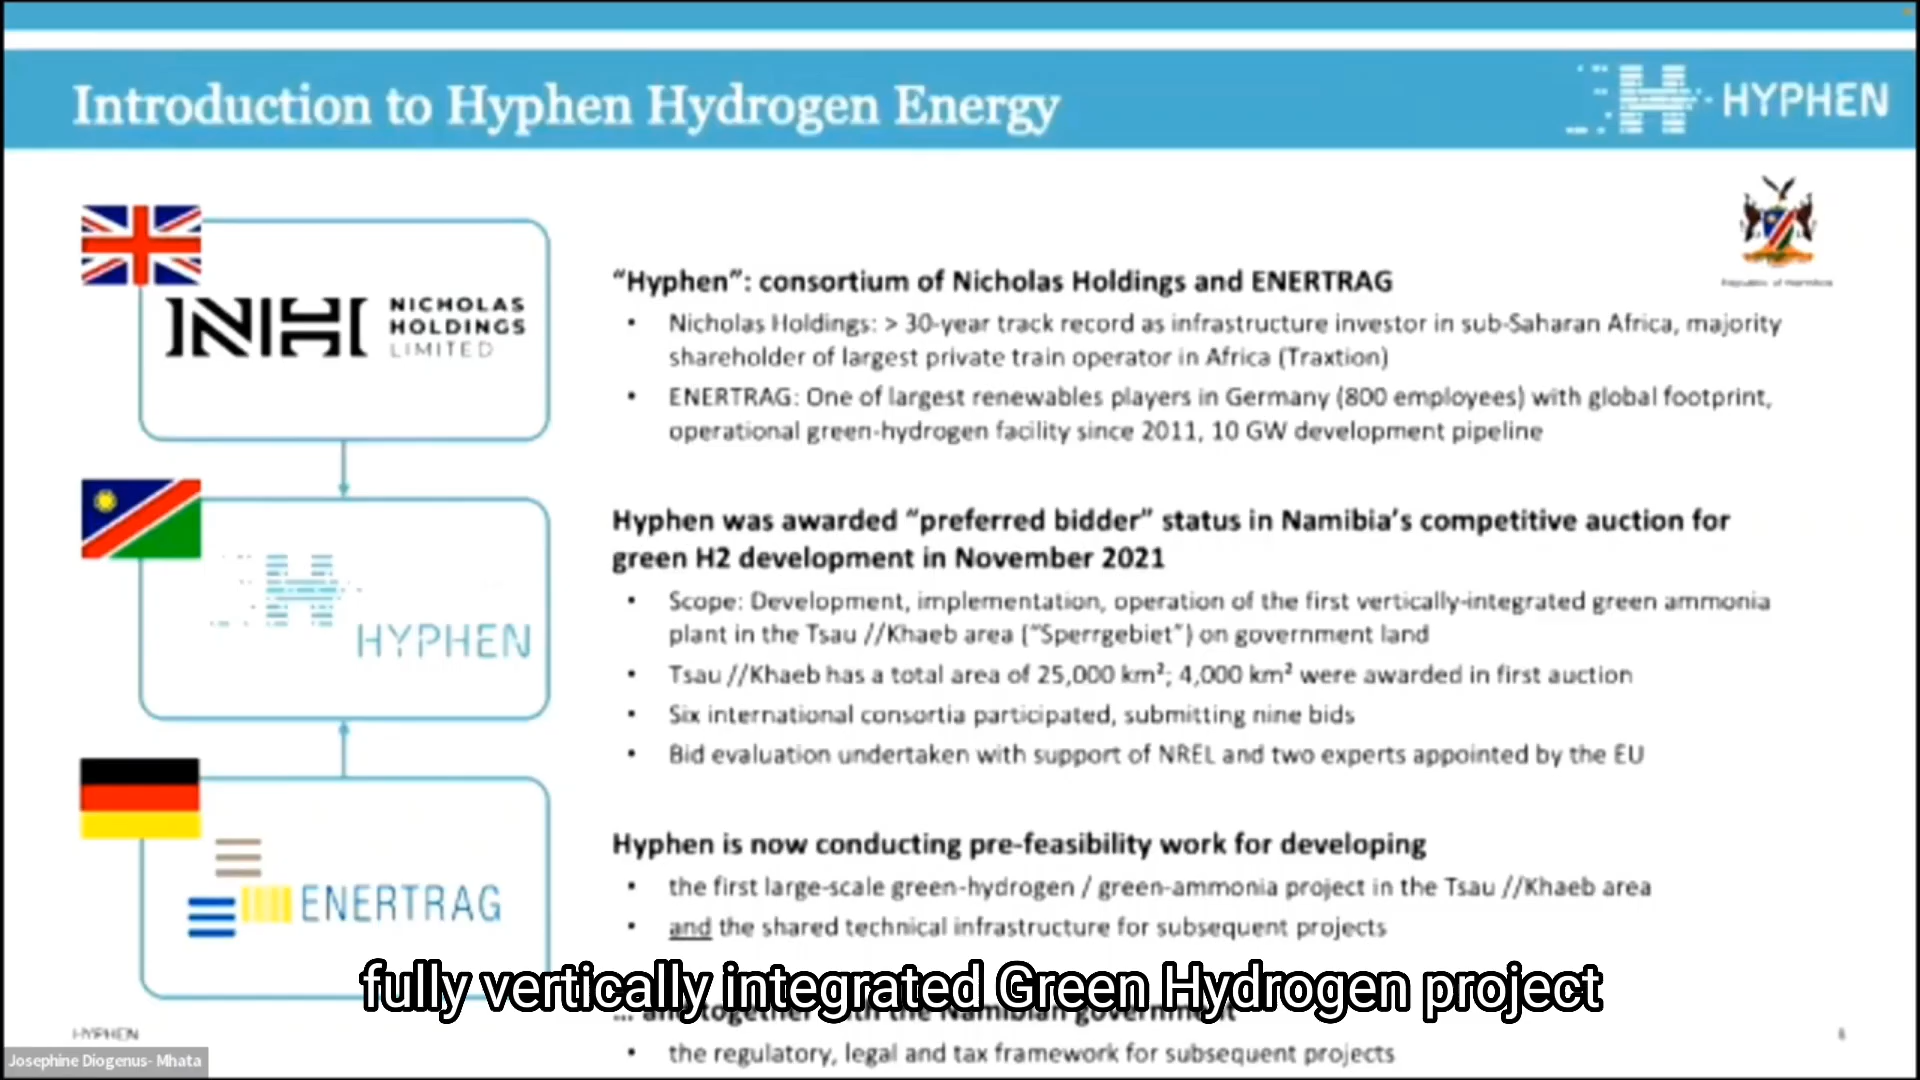 Introduction to Hyphen Hydrogen Energy
HYPHEN
NICHOLAS
HOLDINGS
LIMITED
HYPHEN
ENERTRAG
Republic of Namibia
“Hyphen”: consortium of Nicholas Holdings and ENERTRAG
• Nicholas Holdings: > 30-year track record as infrastructure investor in sub-Saharan Africa, majority
shareholder of largest private train operator in Africa (Traxtion)
• ENERTRAG: One of largest renewables players in Germany (800 employees) with global footprint,
operational green-hydrogen facility since 2011, 10 GW development pipeline
Hyphen was awarded “preferred bidder” status in Namibia’s competitive auction for
green H2 development in November 2021
• Scope: Development, implementation, operation of the first vertically-integrated green ammonia
plant in the Tsau //Khaeb area (“Sperrgebiet”) on government land
• Tsau //Khaeb has a total area of 25,000 km²; 4,000 km² were awarded in first auction
• Six international consortia participated, submitting nine bids
• Bid evaluation undertaken with support of NREL and two experts appointed by the EU
Hyphen is now conducting pre-feasibility work for developing
• the first large-scale green-hydrogen / green-ammonia project in the Tsau //Khaeb area
• and the shared technical infrastructure for subsequent projects
fully vertically integrated Green Hydrogen project
... and together with the Namibian government
• the regulatory, legal and tax framework for subsequent projects
HYPHEN
Josephine Diogenus- Mhata